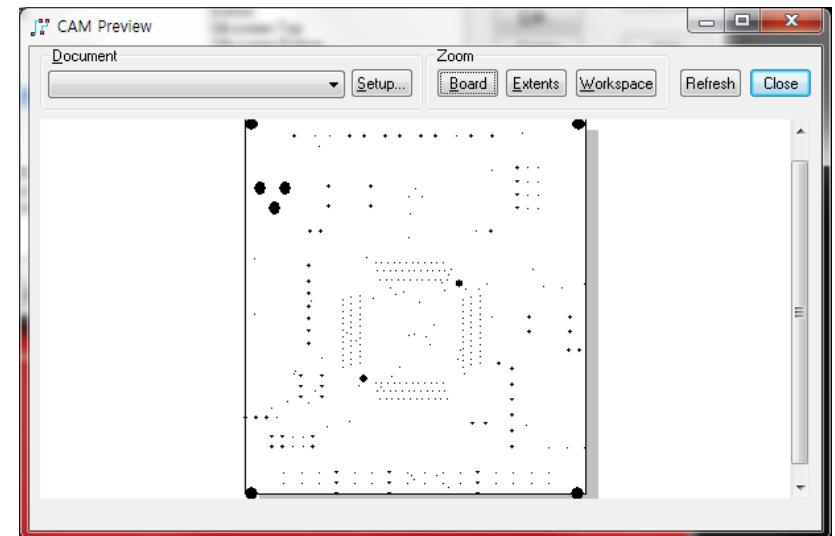 CAM Preview
Document
Setup...
Zoom
Board
Extents
Workspace
Refresh
Close